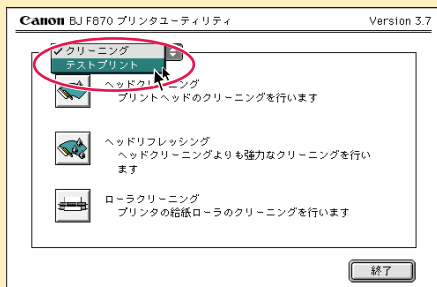 Canon BJ F870 プリンタユーティリティ Version 3.7
✓クリーニング
テストプリント
ヘッドクリーニング
プリントヘッドのクリーニングを行います
ヘッドリフレッシング
ヘッドクリーニングよりも強力なクリーニングを行い
ます
ローラクリーニング
プリンタの給紙ローラのクリーニングを行います
終了